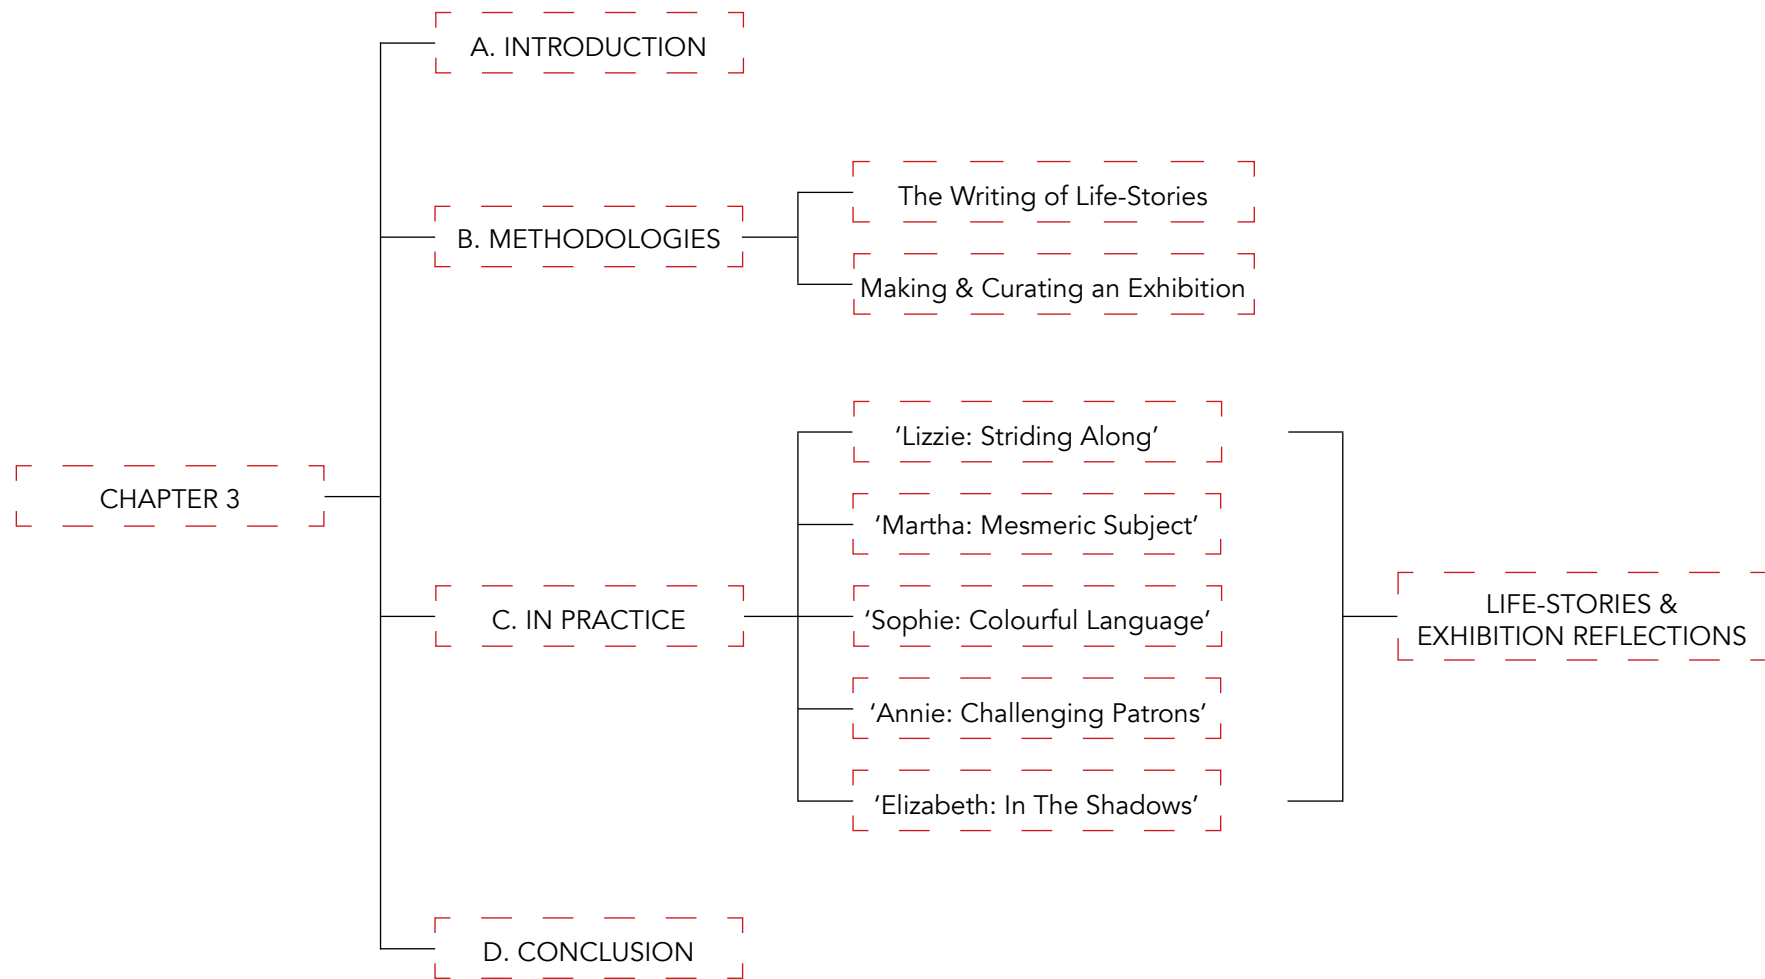 CHAPTER 3
A. INTRODUCTION
B. METHODOLOGIES
The Writing of Life-Stories
Making & Curating an Exhibition
C. IN PRACTICE
‘Lizzie: Striding Along’
‘Martha: Mesmeric Subject’
‘Sophie: Colourful Language’
‘Annie: Challenging Patrons’
‘Elizabeth: In The Shadows’
LIFE-STORIES &
EXHIBITION REFLECTIONS
D. CONCLUSION